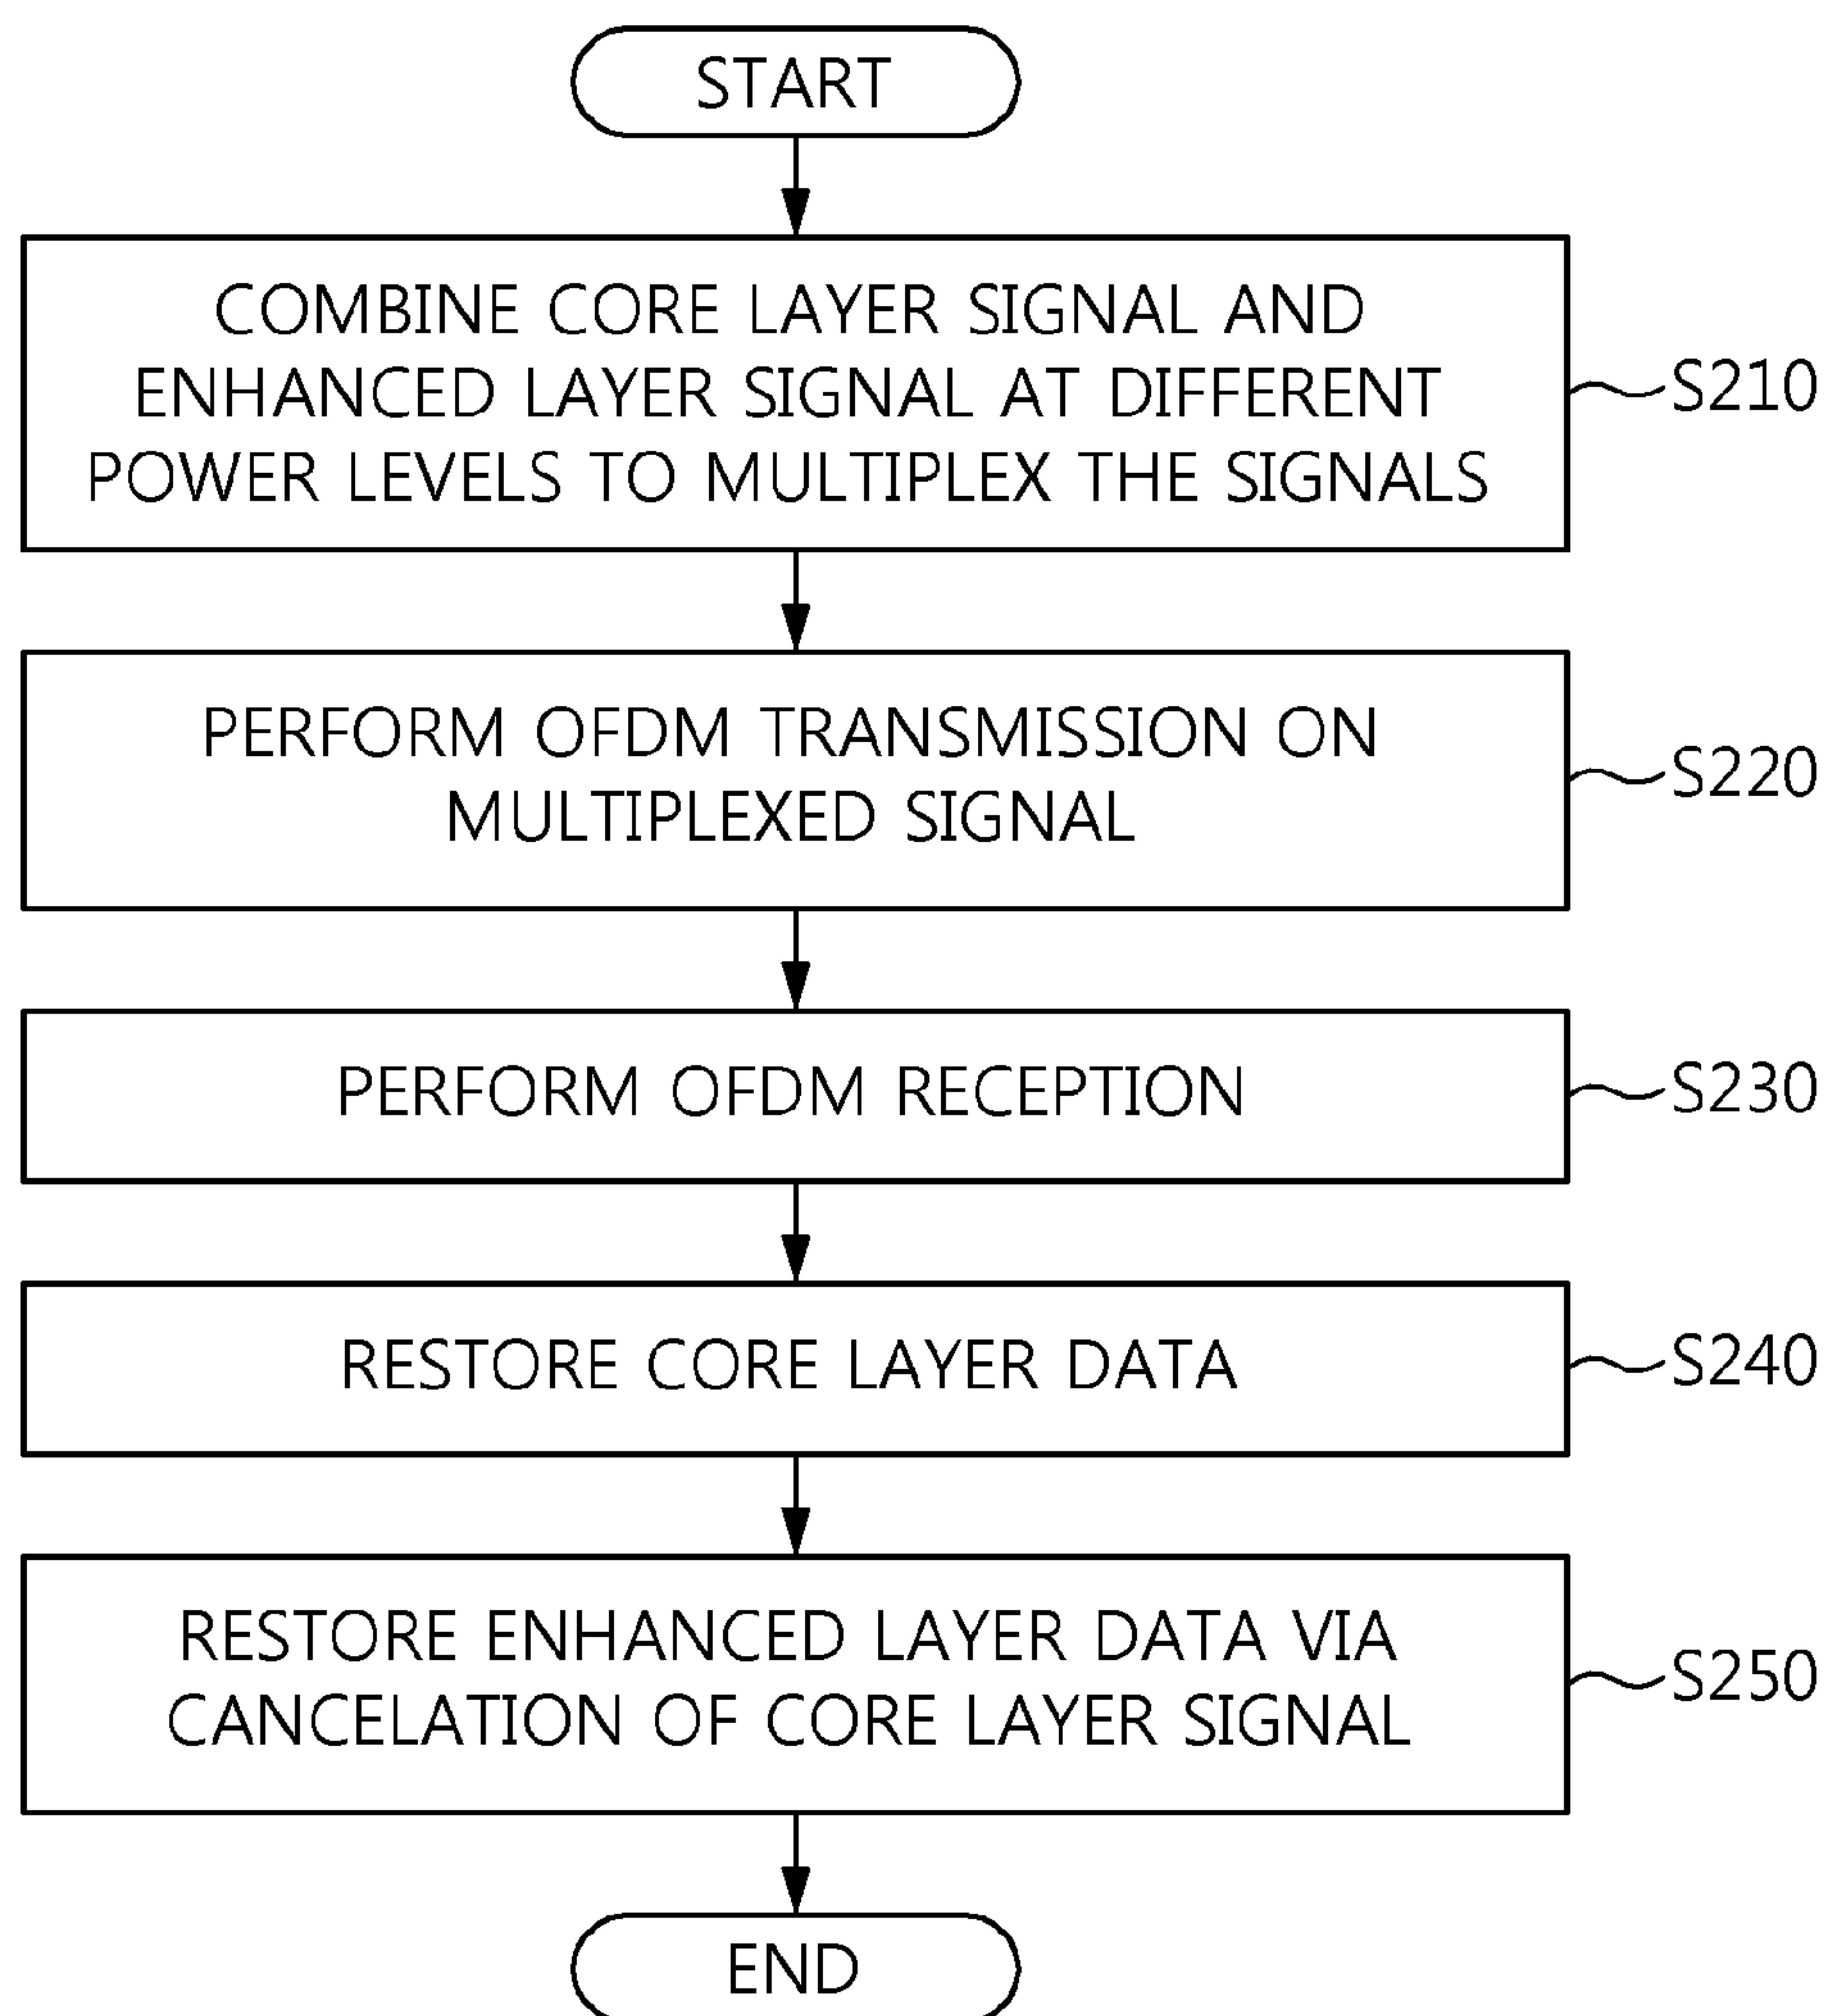 START
COMBINE CORE LAYER SIGNAL AND
ENHANCED LAYER SIGNAL AT DIFFERENT
POWER LEVELS TO MULTIPLEX THE SIGNALS
S210
PERFORM OFDM TRANSMISSION ON
MULTIPLEXED SIGNAL
S220
PERFORM OFDM RECEPTION
S230
RESTORE CORE LAYER DATA
S240
RESTORE ENHANCED LAYER DATA VIA
CANCELATION OF CORE LAYER SIGNAL
S250
END